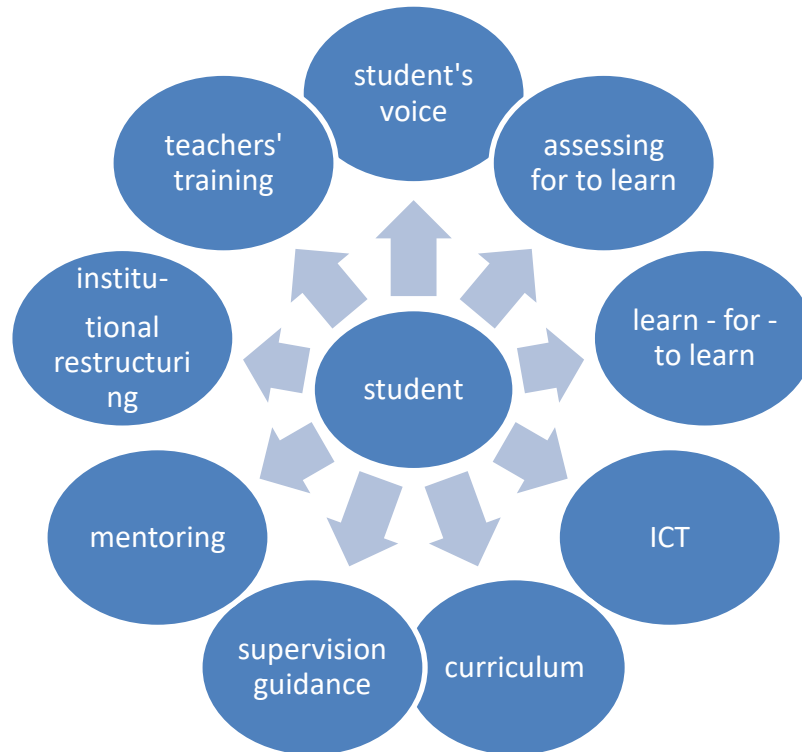 student's
voice
assessing
for to learn
learn - for -
to learn
ICT
curriculum
supervision
guidance
mentoring
institu-
tional
restructuri
ng
teachers'
training
student